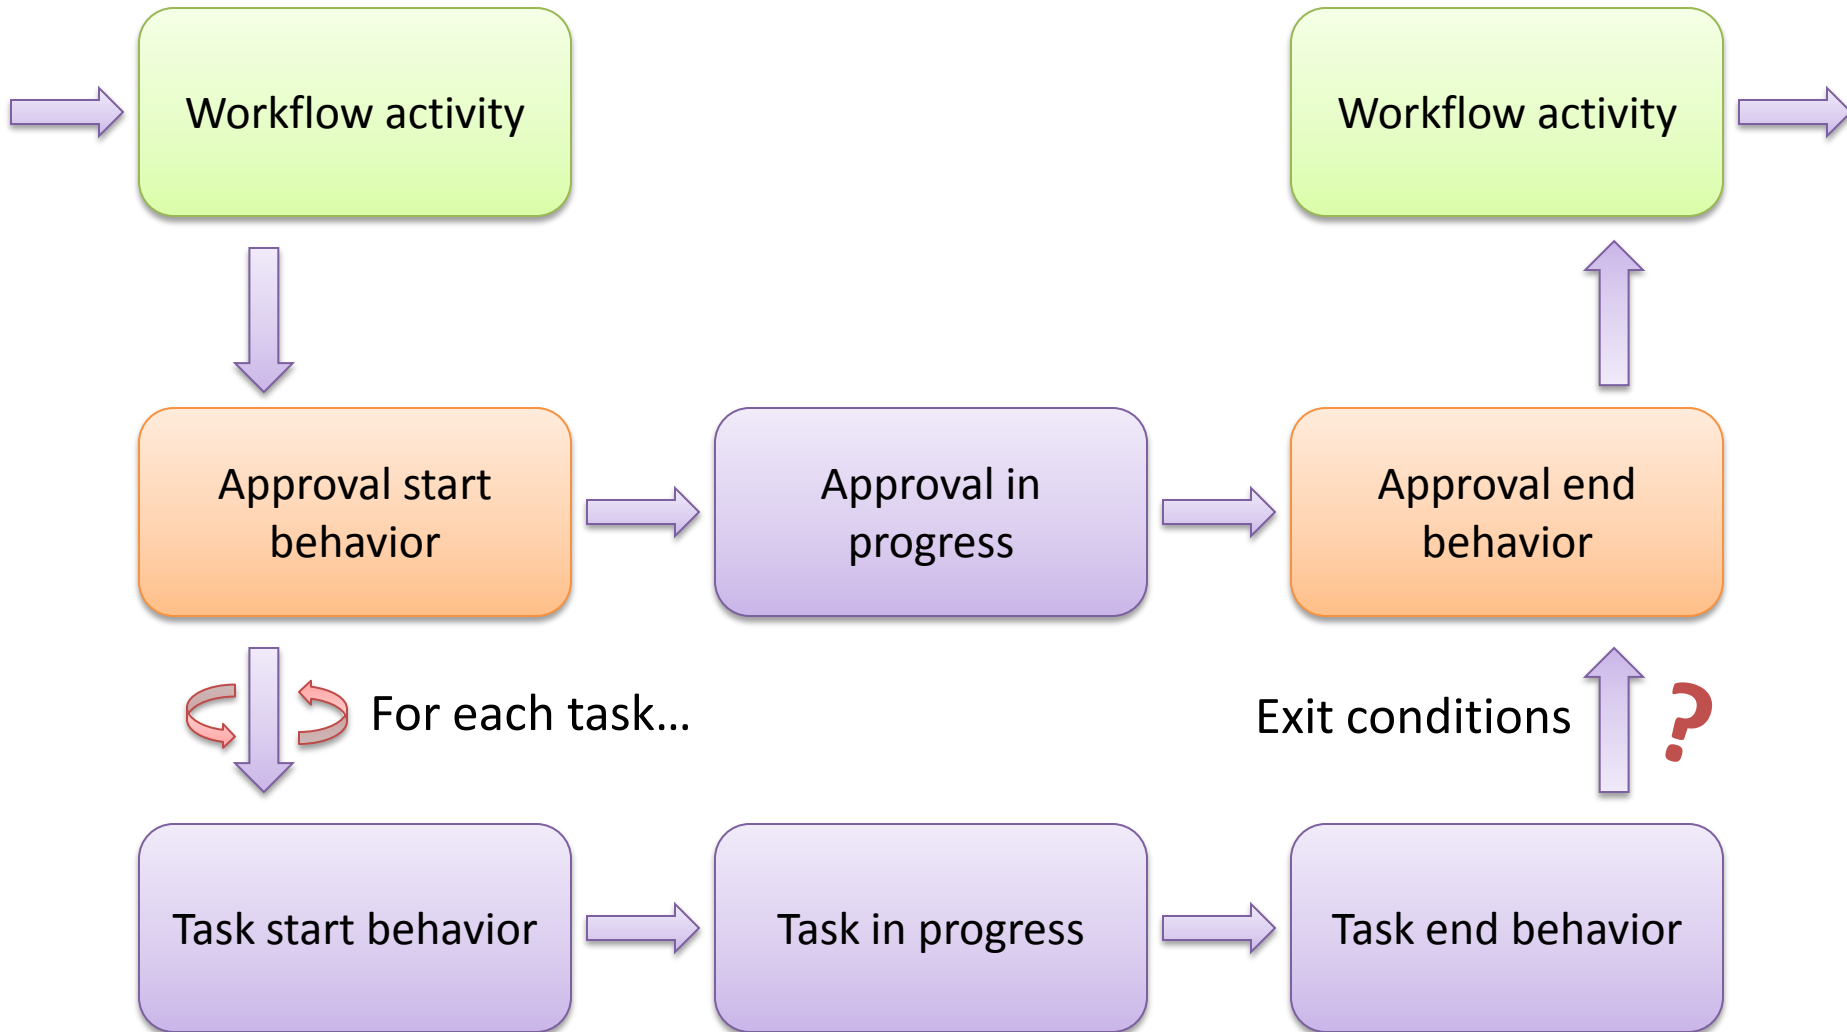 Workflow activity
Workflow activity
Approval start
behavior
Approval in
progress
Approval end
behavior
For each task...
Exit conditions
?
Task start behavior
Task in progress
Task end behavior